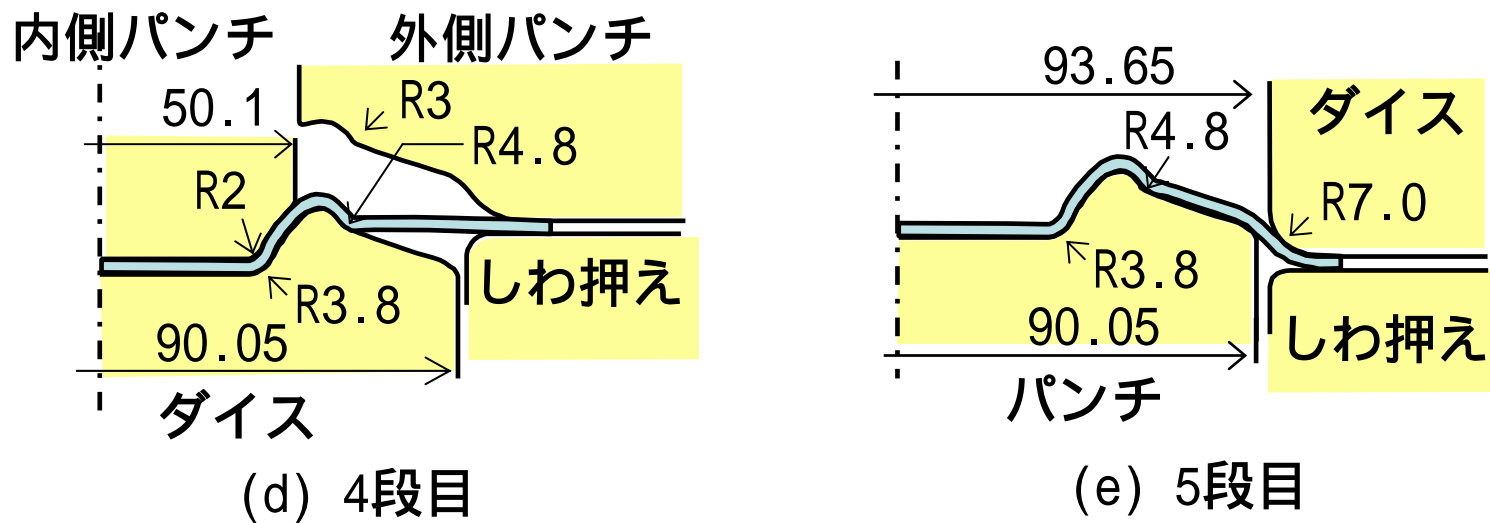 内側パンチ
外側パンチ
50.1
R3
R4.8
R2
しわ押え
R3.8
90.05
ダイス
(d) 4段目
93.65
ダイス
R4.8
R7.0
R3.8
90.05
しわ押え
パンチ
(e) 5段目